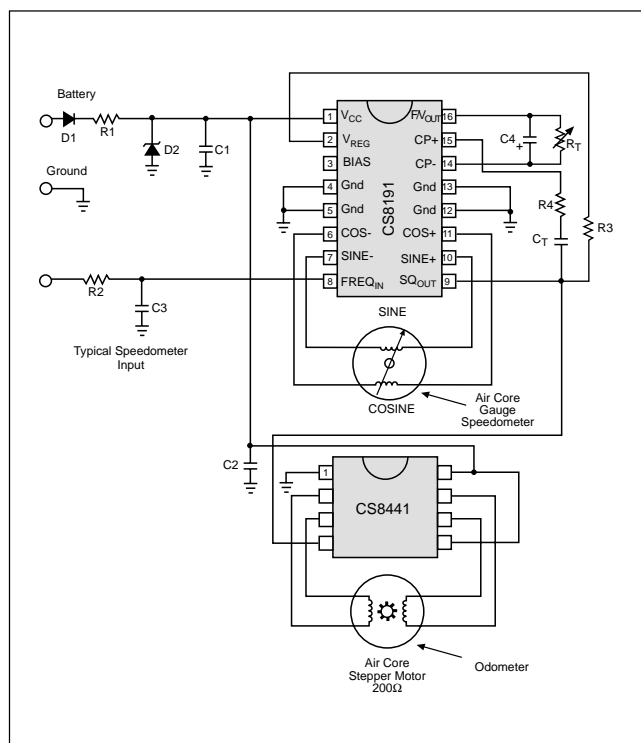 Battery
D1
R1
D2
C1
Ground
R2
C3
Typical Speedometer
Input
CS8191
1
VCC
2
VREG
3
BIAS
4
Gnd
5
Gnd
6
COS-
7
SINE-
8
FREQIN
F/VOUT
16
CP+
15
CP-
14
Gnd
13
Gnd
12
COS+
11
SINE+
10
SQOUT
9
C4
+
RT
R4
CT
R3
SINE
COSINE
Air Core
Gauge
Speedometer
C2
1
CS8441
Air Core
Stepper Motor
200Ω
Odometer